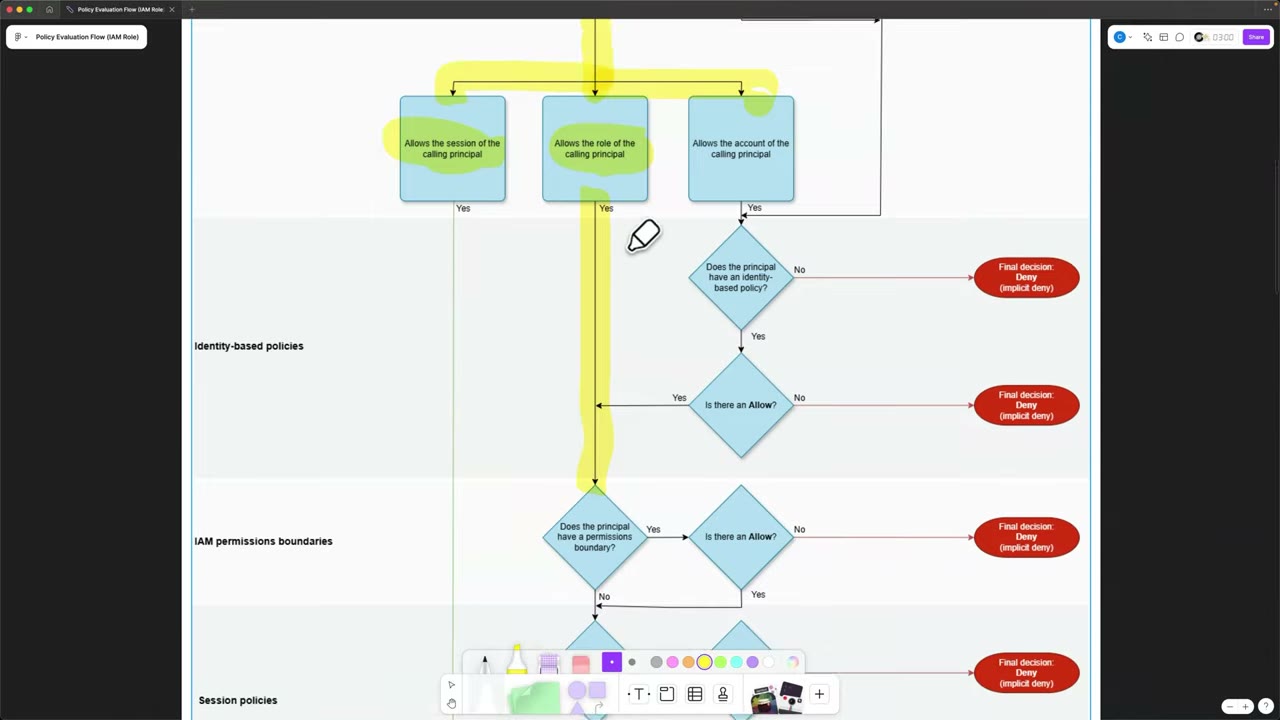 Policy Evaluation Flow (IAM Role)
Policy Evaluation Flow (IAM Role)
C
03:00
Share
Allows the session of the
calling principal
Allows the role of the
calling principal
Allows the account of the
calling principal
Yes
Yes
Yes
Does the principal
have an identity-
based policy?
No
Final decision:
Deny
(implicit deny)
Yes
Identity-based policies
Yes
Is there an Allow?
No
Final decision:
Deny
(implicit deny)
IAM permissions boundaries
Does the principal
have a permissions
boundary?
Yes
Is there an Allow?
No
Final decision:
Deny
(implicit deny)
No
Yes
Final decision:
Deny
(implicit deny)
Session policies
T
?